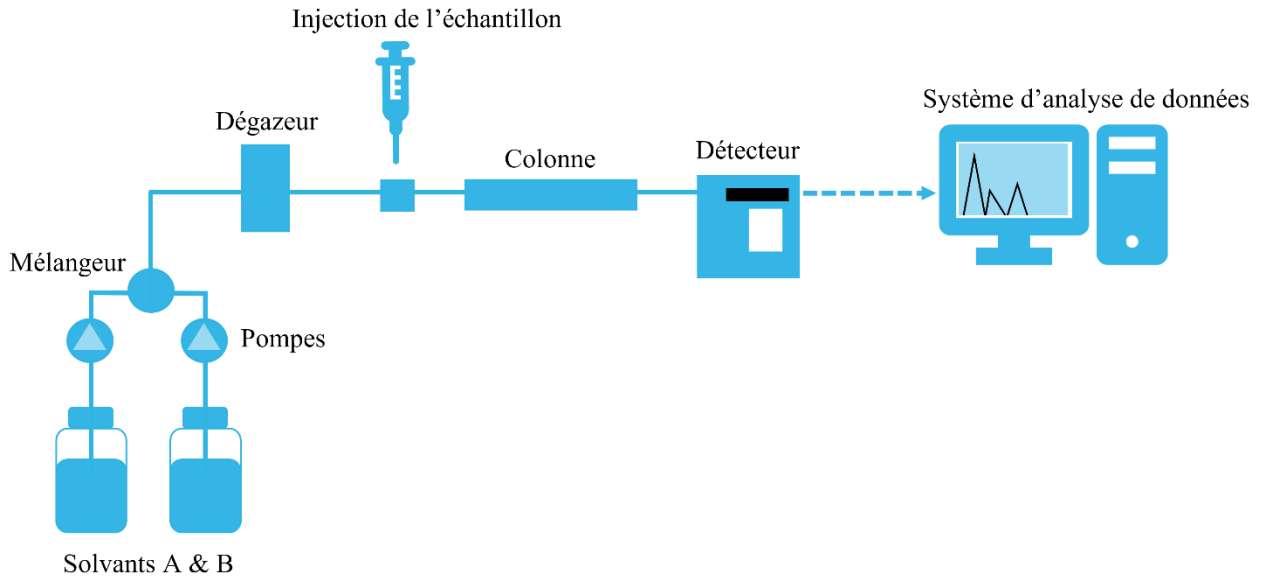 Injection de l’échantillon
Système d’analyse de données
Dégazeur
Colonne
Détecteur
Mélangeur
Pompes
Solvants A & B